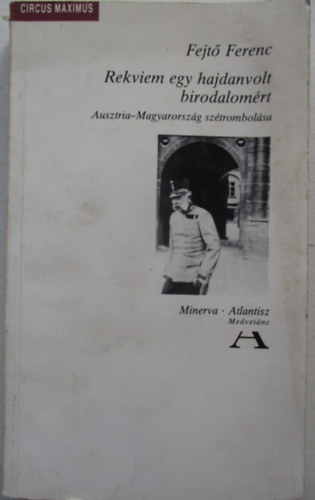 CIRCUS MAXIMUS
Fejtő Ferenc
Rekviem egy hajdanvolt
birodalomért
Ausztria–Magyarország szétrombolása
Minerva · Atlantisz
Medvetánc
A